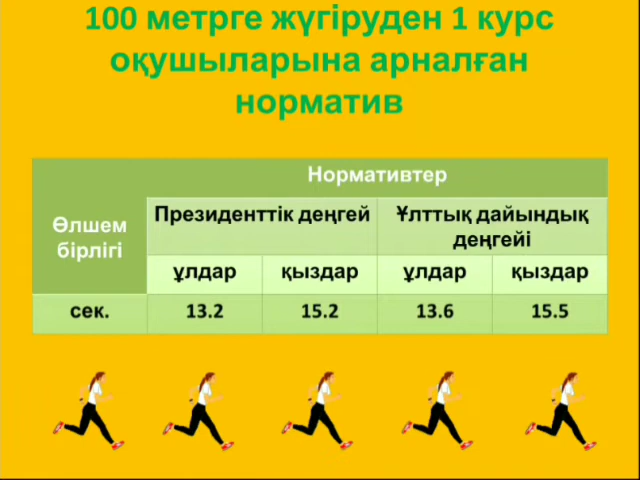 100 метрге жүгіруден 1 курс
оқушыларына арналған
норматив
Өлшем
бірлігі
Нормативтер
Президенттік деңгей
Ұлттық дайындық
деңгейі
ұлдар
қыздар
ұлдар
қыздар
сек.
13.2
15.2
13.6
15.5